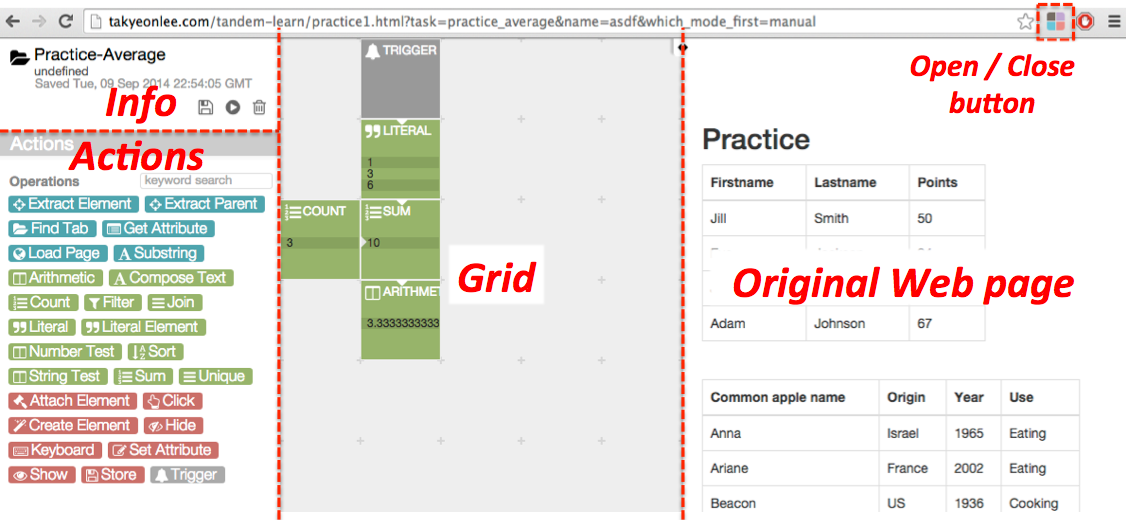 takyeonlee.com/tandem-learn/practice1.html?task=practice_average&name=asdf&which_mode_first=manual
Practice-Average
undefined
Saved Tue, 09 Sep 2014 22:54:05 GMT
Info
Actions
Actions
Operations keyword search
Extract Element Extract Parent
Find Tab Get Attribute
Load Page Substring
Arithmetic Compose Text
Count Filter Join
Literal Literal Element
Number Test Sort
String Test Sum Unique
Attach Element Click
Create Element Hide
Keyboard Set Attribute
Show Store Trigger
TRIGGER
LITERAL
1
3
6
COUNT SUM
3 10
ARITHMET
3.3333333333
Grid
Open / Close
button
Practice
Firstname Lastname Points
Jill Smith 50
Original Web page
Adam Johnson 67
Common apple name Origin Year Use
Anna Israel 1965 Eating
Ariane France 2002 Eating
Beacon US 1936 Cooking